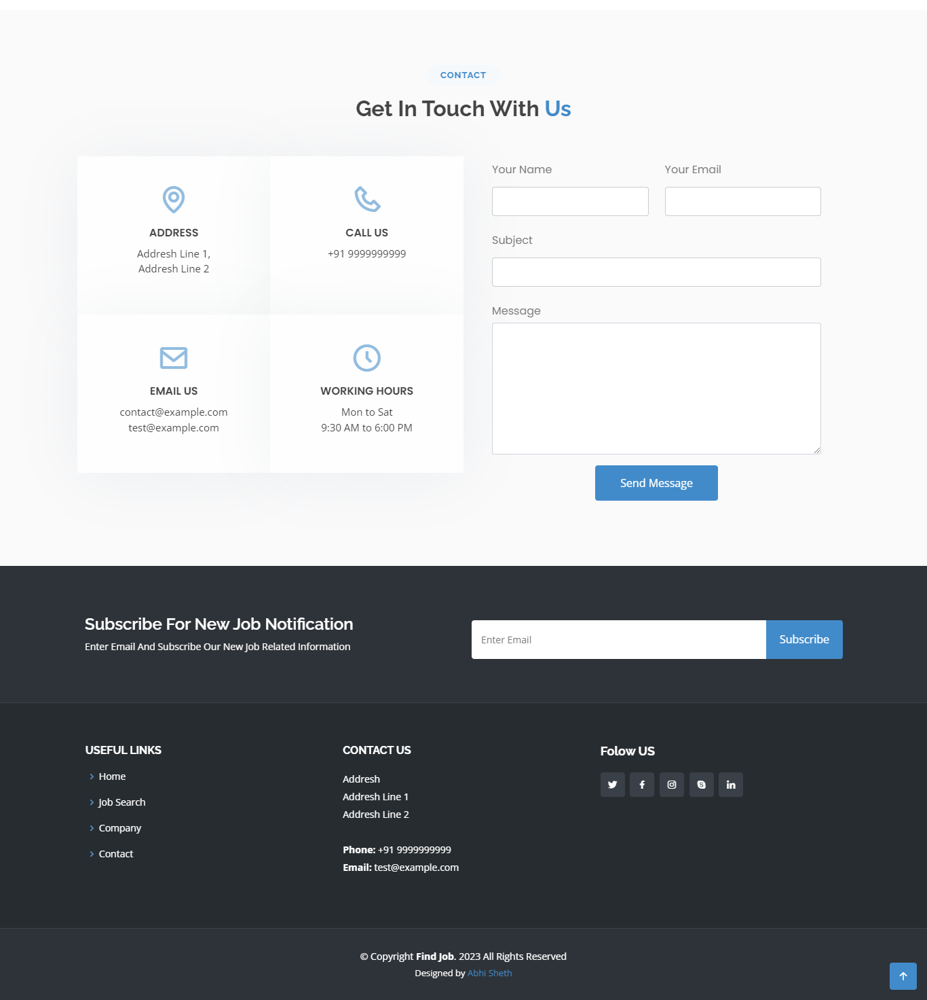 CONTACT
Get In Touch With Us
ADDRESS
Addresh Line 1,
Addresh Line 2
CALL US
+91 9999999999
EMAIL US
contact@example.com
test@example.com
WORKING HOURS
Mon to Sat
9:30 AM to 6:00 PM
Your Name
Your Email
Subject
Message
Send Message
Subscribe For New Job Notification
Enter Email And Subscribe Our New Job Related Information
Enter Email
Subscribe
USEFUL LINKS
Home
Job Search
Company
Contact
CONTACT US
Addresh
Addresh Line 1
Addresh Line 2
Phone: +91 9999999999
Email: test@example.com
Folow US
© Copyright Find Job. 2023 All Rights Reserved
Designed by Abhi Sheth